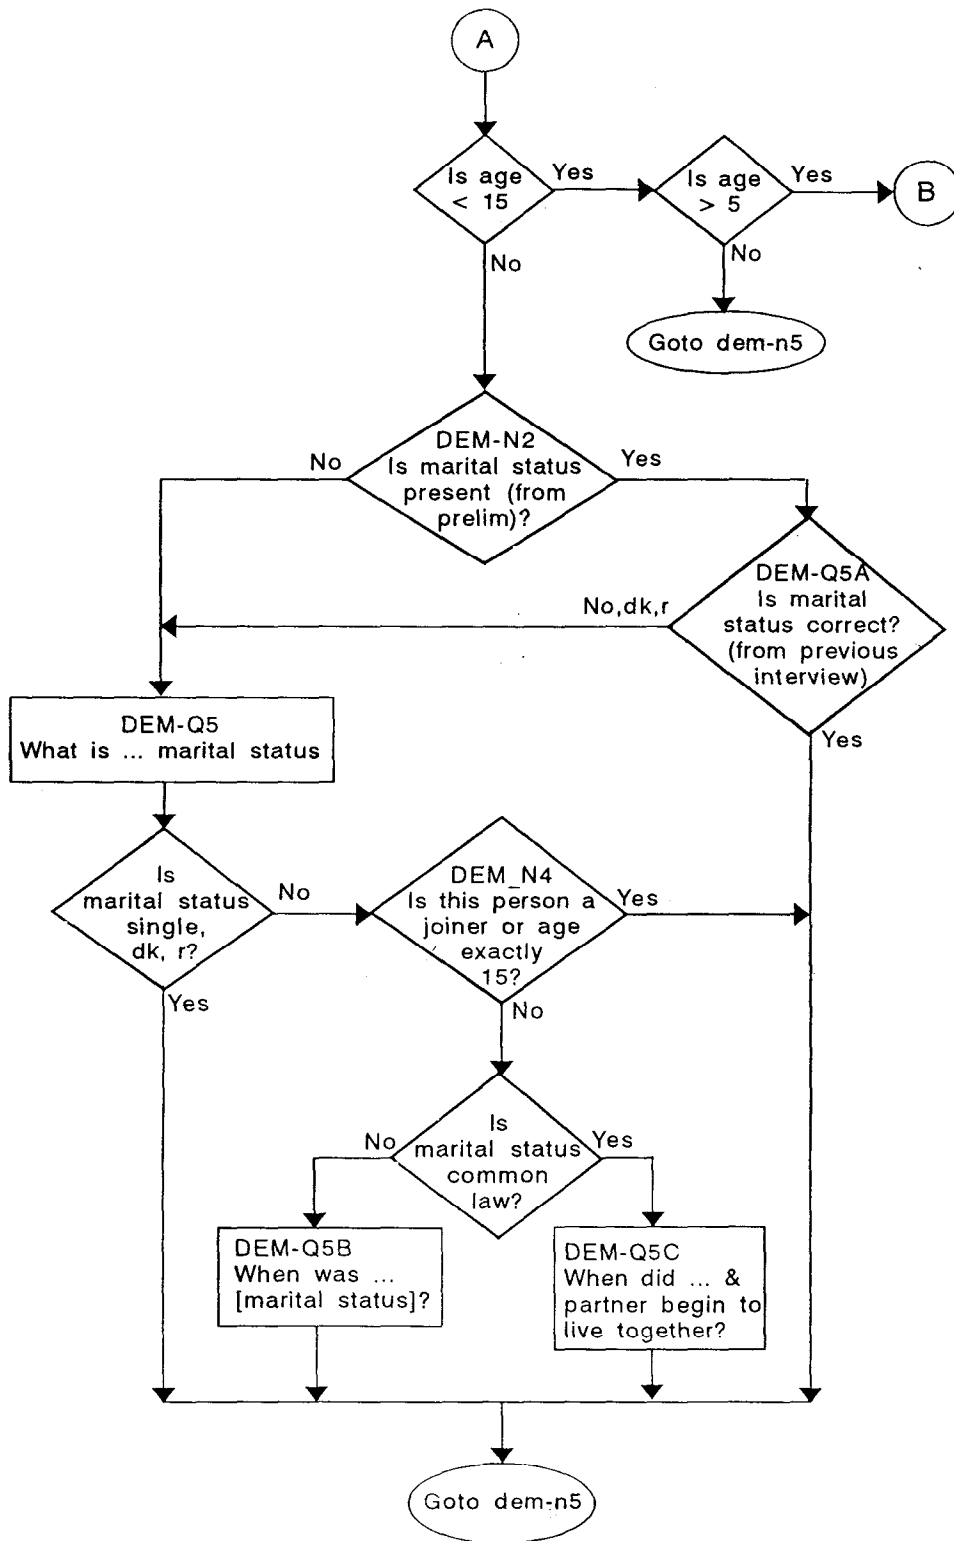 A
Is age
< 15
Yes
Is age
> 5
Yes
B
No
No
Goto dem-n5
DEM-N2
Is marital status
present (from
prelim)?
No
Yes
DEM-Q5A
Is marital
status correct?
(from previous
interview)
No,dk,r
Yes
DEM-Q5
What is ... marital status
Is
marital status
single,
dk, r?
No
Yes
DEM_N4
Is this person a
joiner or age
exactly
15?
Yes
No
Is
marital status
common
law?
No
Yes
DEM-Q5B
When was ...
[marital status]?
DEM-Q5C
When did ... &
partner begin to
live together?
Goto dem-n5